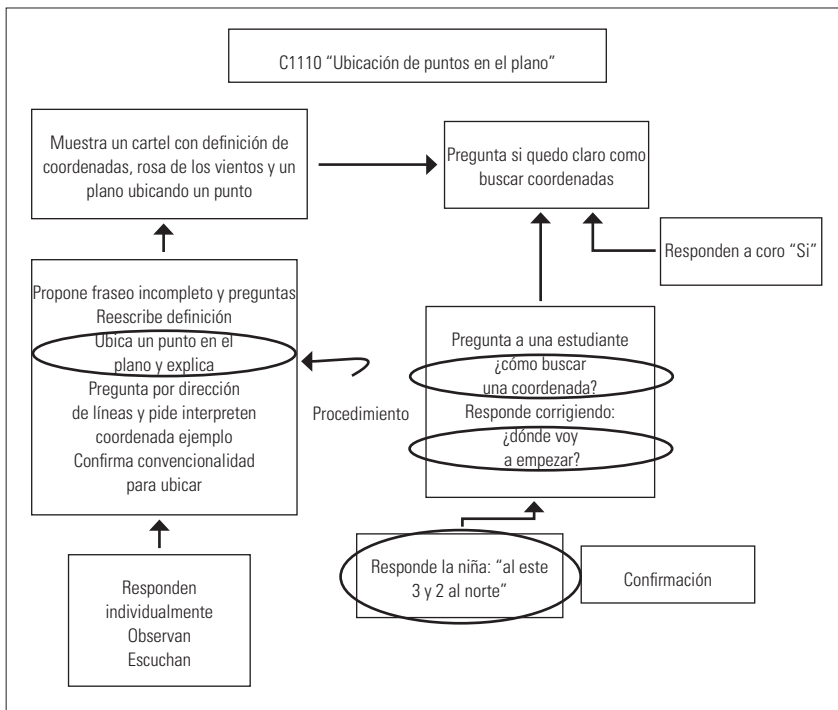 C1110 “Ubicación de puntos en el plano”
Muestra un cartel con definición de
coordenadas, rosa de los vientos y un
plano ubicando un punto
Pregunta si quedo claro como
buscar coordenadas
Responden a coro “Si”
Propone fraseo incompleto y preguntas
Reescribe definición
Ubica un punto en el
plano y explica
Pregunta por dirección
de líneas y pide interpreten
coordenada ejemplo
Confirma convencionalidad
para ubicar
Procedimiento
Pregunta a una estudiante
¿cómo buscar
una coordenada?
Responde corrigiendo:
¿dónde voy
a empezar?
Responden
individualmente
Observan
Escuchan
Responde la niña: “al este
3 y 2 al norte”
Confirmación